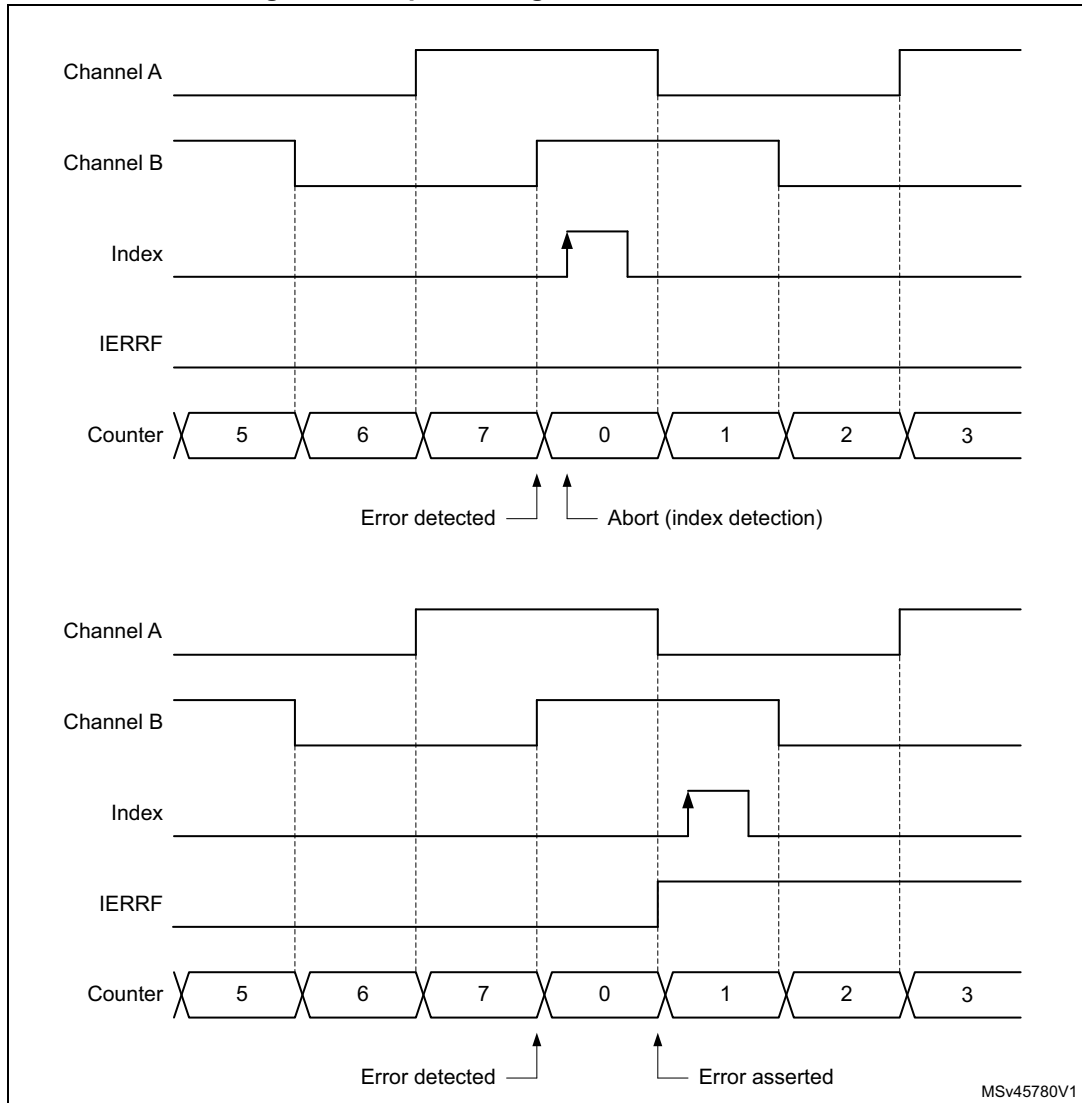 Channel A
Channel B
Index
IERRF
Counter 5 6 7 0 1 2 3
Error detected Abort (index detection)
Channel A
Channel B
Index
IERRF
Counter 5 6 7 0 1 2 3
Error detected Error asserted
MSv45780V1